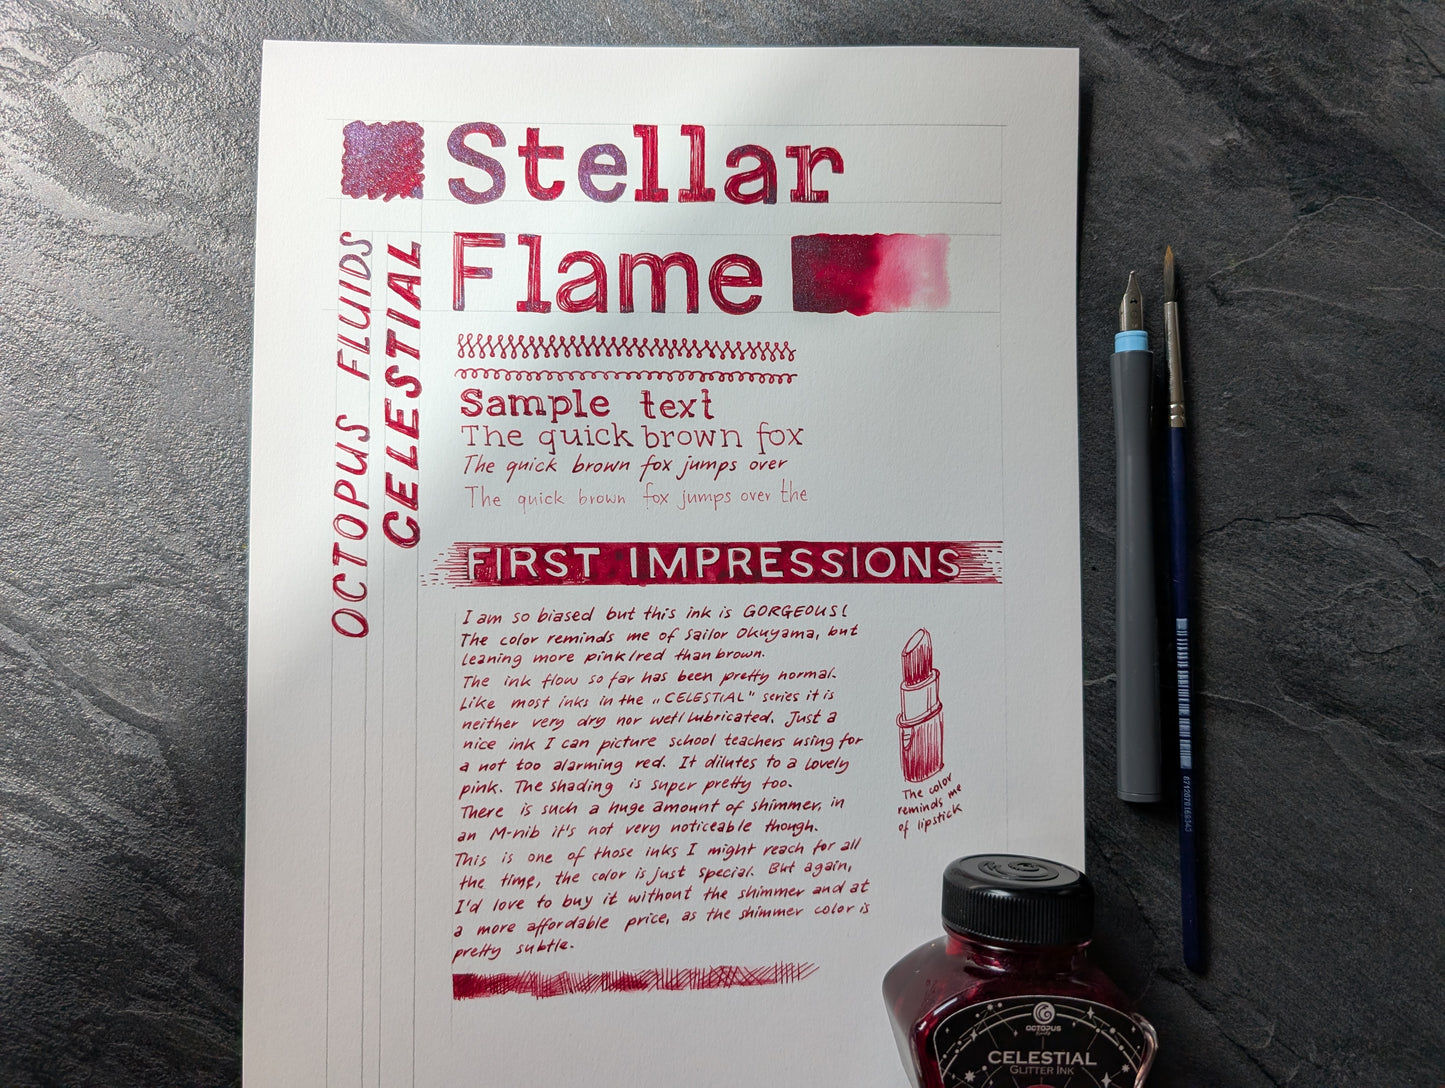 Stellar
Flame
OCTOPUS FLUIDS
CELESTIAL
Sample text
The quick brown fox
The quick brown fox jumps over
The quick brown fox jumps over the
FIRST IMPRESSIONS
I am so biased but this ink is GORGEOUS!
The color reminds me of Sailor Okuyama, but
leaning more pink/red than brown.
The ink flow so far has been pretty normal.
Like most inks in the „CELESTIAL" series it is
neither very dry nor well lubricated. Just a
nice ink I can picture school teachers using for
a not too alarming red. It dilutes to a lovely
pink. The shading is super pretty too.
There is such a huge amount of shimmer, in
an M-nib it's not very noticeable though.
This is one of those inks I might reach for all
the time, the color is just special. But again,
I'd love to buy it without the shimmer and at
a more affordable price, as the shimmer color is
pretty subtle.
The color
reminds me
of lipstick
OCTOPUS
fluids
CELESTIAL
GLITTER INK